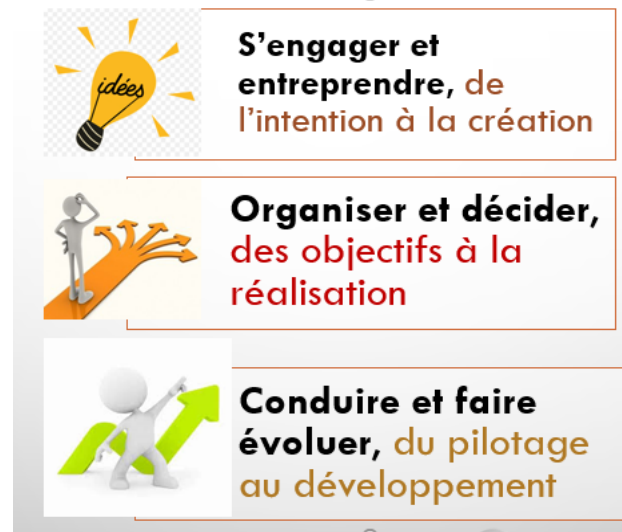 idées
S’engager et
entreprendre, de
l’intention à la création
Organiser et décider,
des objectifs à la
réalisation
Conduire et faire
évoluer, du pilotage
au développement